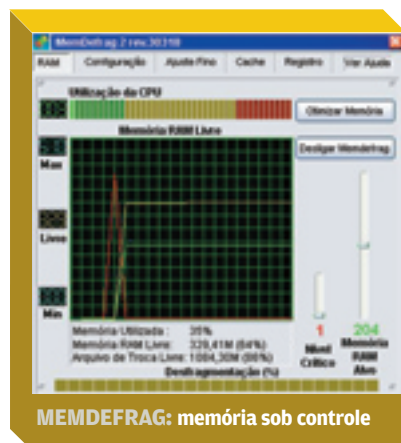 MemDefrag 2 rev.30310
RAM Configuração Ajuste Fino Cache Registro Ver Ajuda
Utilização da CPU
Otimizar Memória
Memória RAM Livre
Desligar Memdefrag
Max
Livre
Min
Memória Utilizada : 35%
Memória RAM Livre: 329,41M (64%)
Arquivo de Troca Livre: 1084,30M (86%)
Desfragmentação (%)
1
Nível Crítico
204
Memória RAM Alvo
MEMDEFRAG: memória sob controle